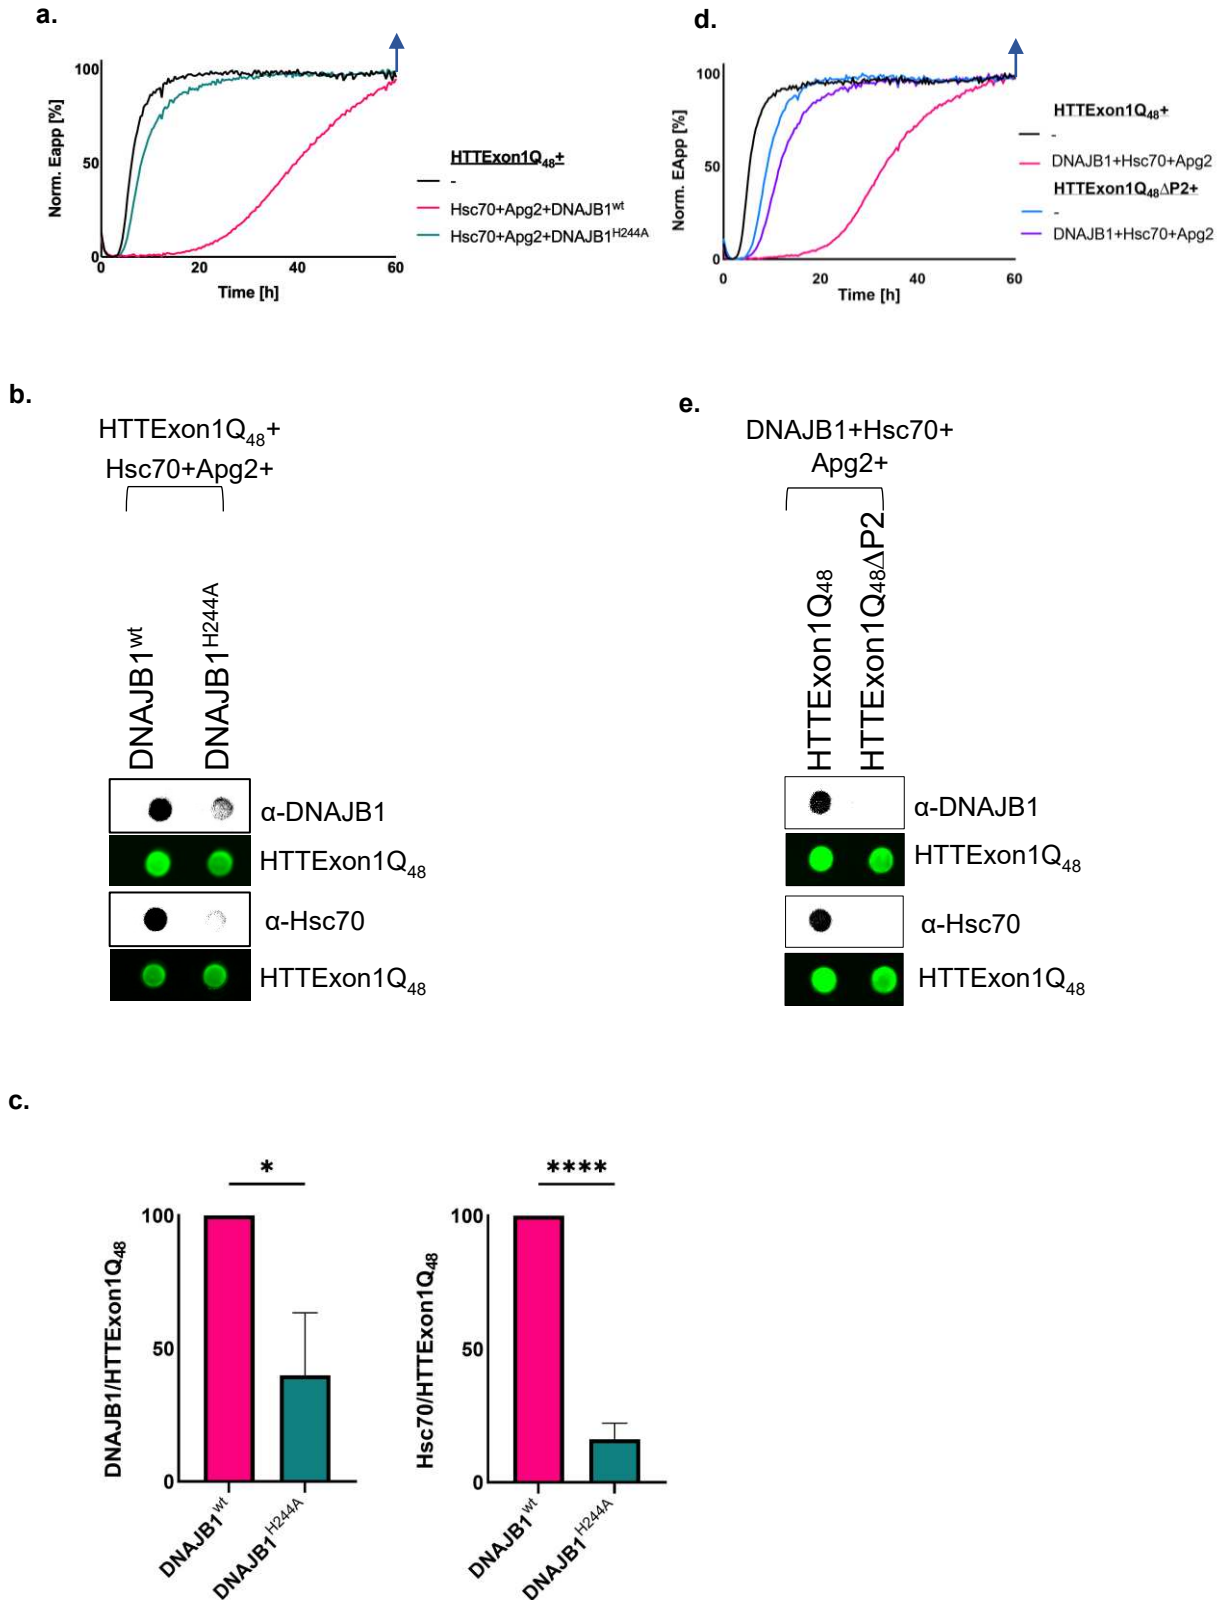 a.
Norm. Eapp [%]
100
50
0
0 20 40 60
Time [h]
HTTExon1Q48+
-
Hsc70+Apg2+DNAJB1wt
Hsc70+Apg2+DNAJB1H244A
d.
Norm. EApp [%]
100
50
0
0 20 40 60
Time [h]
HTTExon1Q48+
-
DNAJB1+Hsc70+Apg2
HTTExon1Q48ΔP2+
-
DNAJB1+Hsc70+Apg2
b.
HTTExon1Q48+
Hsc70+Apg2+
DNAJB1wt
DNAJB1H244A
α-DNAJB1
HTTExon1Q48
α-Hsc70
HTTExon1Q48
e.
DNAJB1+Hsc70+
Apg2+
HTTExon1Q48
HTTExon1Q48ΔP2
α-DNAJB1
HTTExon1Q48
α-Hsc70
HTTExon1Q48
c.
DNAJB1/HTTExon1Q48
100
50
0
*
DNAJB1wt
DNAJB1H244A
Hsc70/HTTExon1Q48
100
50
0
****
DNAJB1wt
DNAJB1H244A